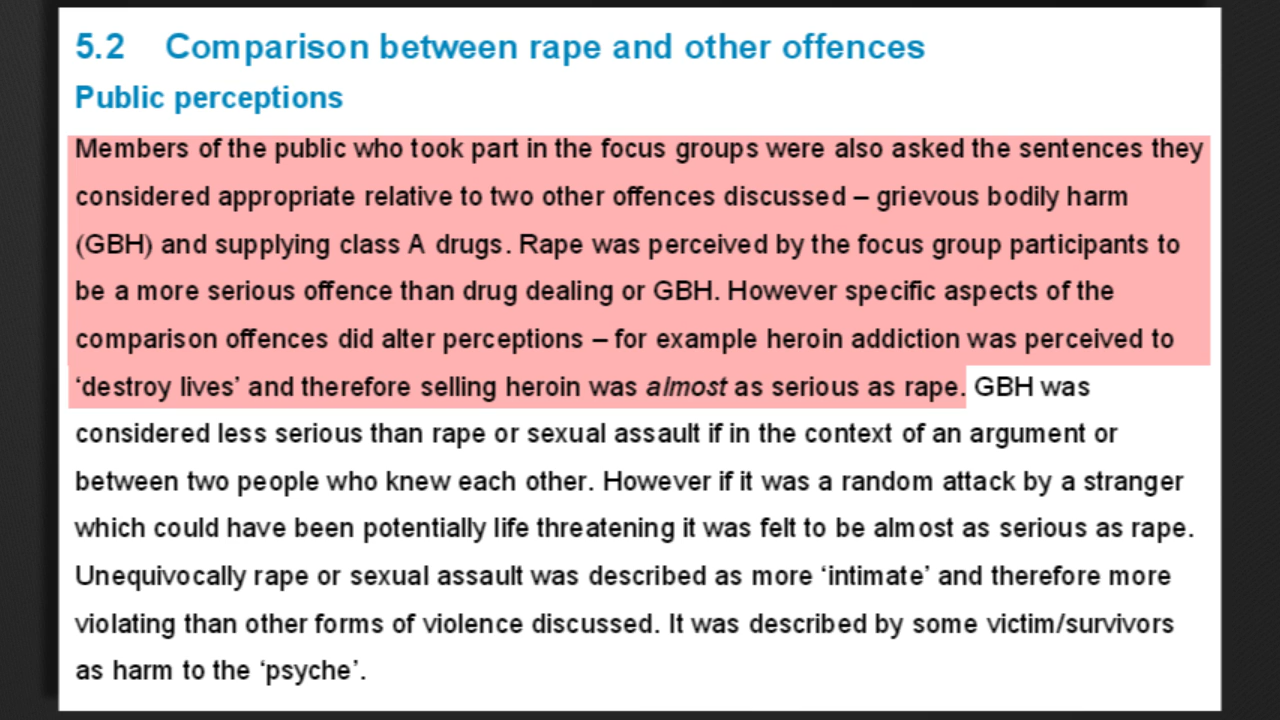 5.2 Comparison between rape and other offences
Public perceptions
Members of the public who took part in the focus groups were also asked the sentences they
considered appropriate relative to two other offences discussed – grievous bodily harm
(GBH) and supplying class A drugs. Rape was perceived by the focus group participants to
be a more serious offence than drug dealing or GBH. However specific aspects of the
comparison offences did alter perceptions – for example heroin addiction was perceived to
‘destroy lives’ and therefore selling heroin was almost as serious as rape. GBH was
considered less serious than rape or sexual assault if in the context of an argument or
between two people who knew each other. However if it was a random attack by a stranger
which could have been potentially life threatening it was felt to be almost as serious as rape.
Unequivocally rape or sexual assault was described as more ‘intimate’ and therefore more
violating than other forms of violence discussed. It was described by some victim/survivors
as harm to the ‘psyche’.